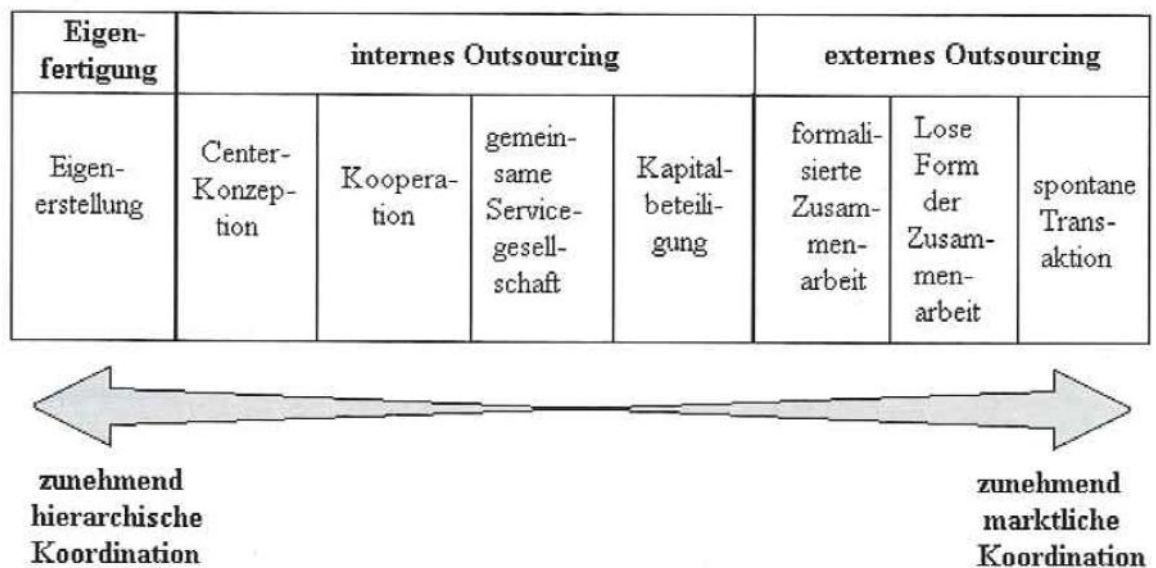 Eigen-
fertigung
internes Outsourcing
externes Outsourcing
Eigen-
erstellung
Center-
Konzep-
tion
Koopera-
tion
gemein-
same
Service-
gesell-
schaft
Kapital-
beteili-
gung
formali-
sierte
Zusam-
men-
arbeit
Lose
Form
der
Zusam-
men-
arbeit
spontane
Trans-
aktion
zunehmend
hierarchische
Koordination
zunehmend
marktliche
Koordination